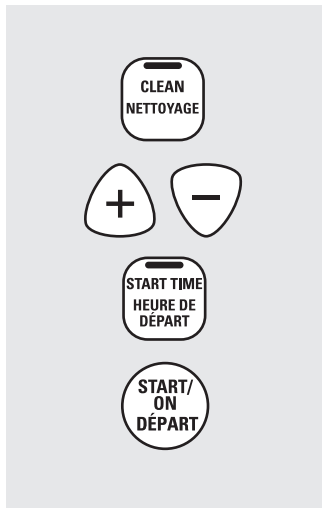 CLEAN
NETTOYAGE
+ −
START TIME
HEURE DE
DÉPART
START/
ON
DÉPART